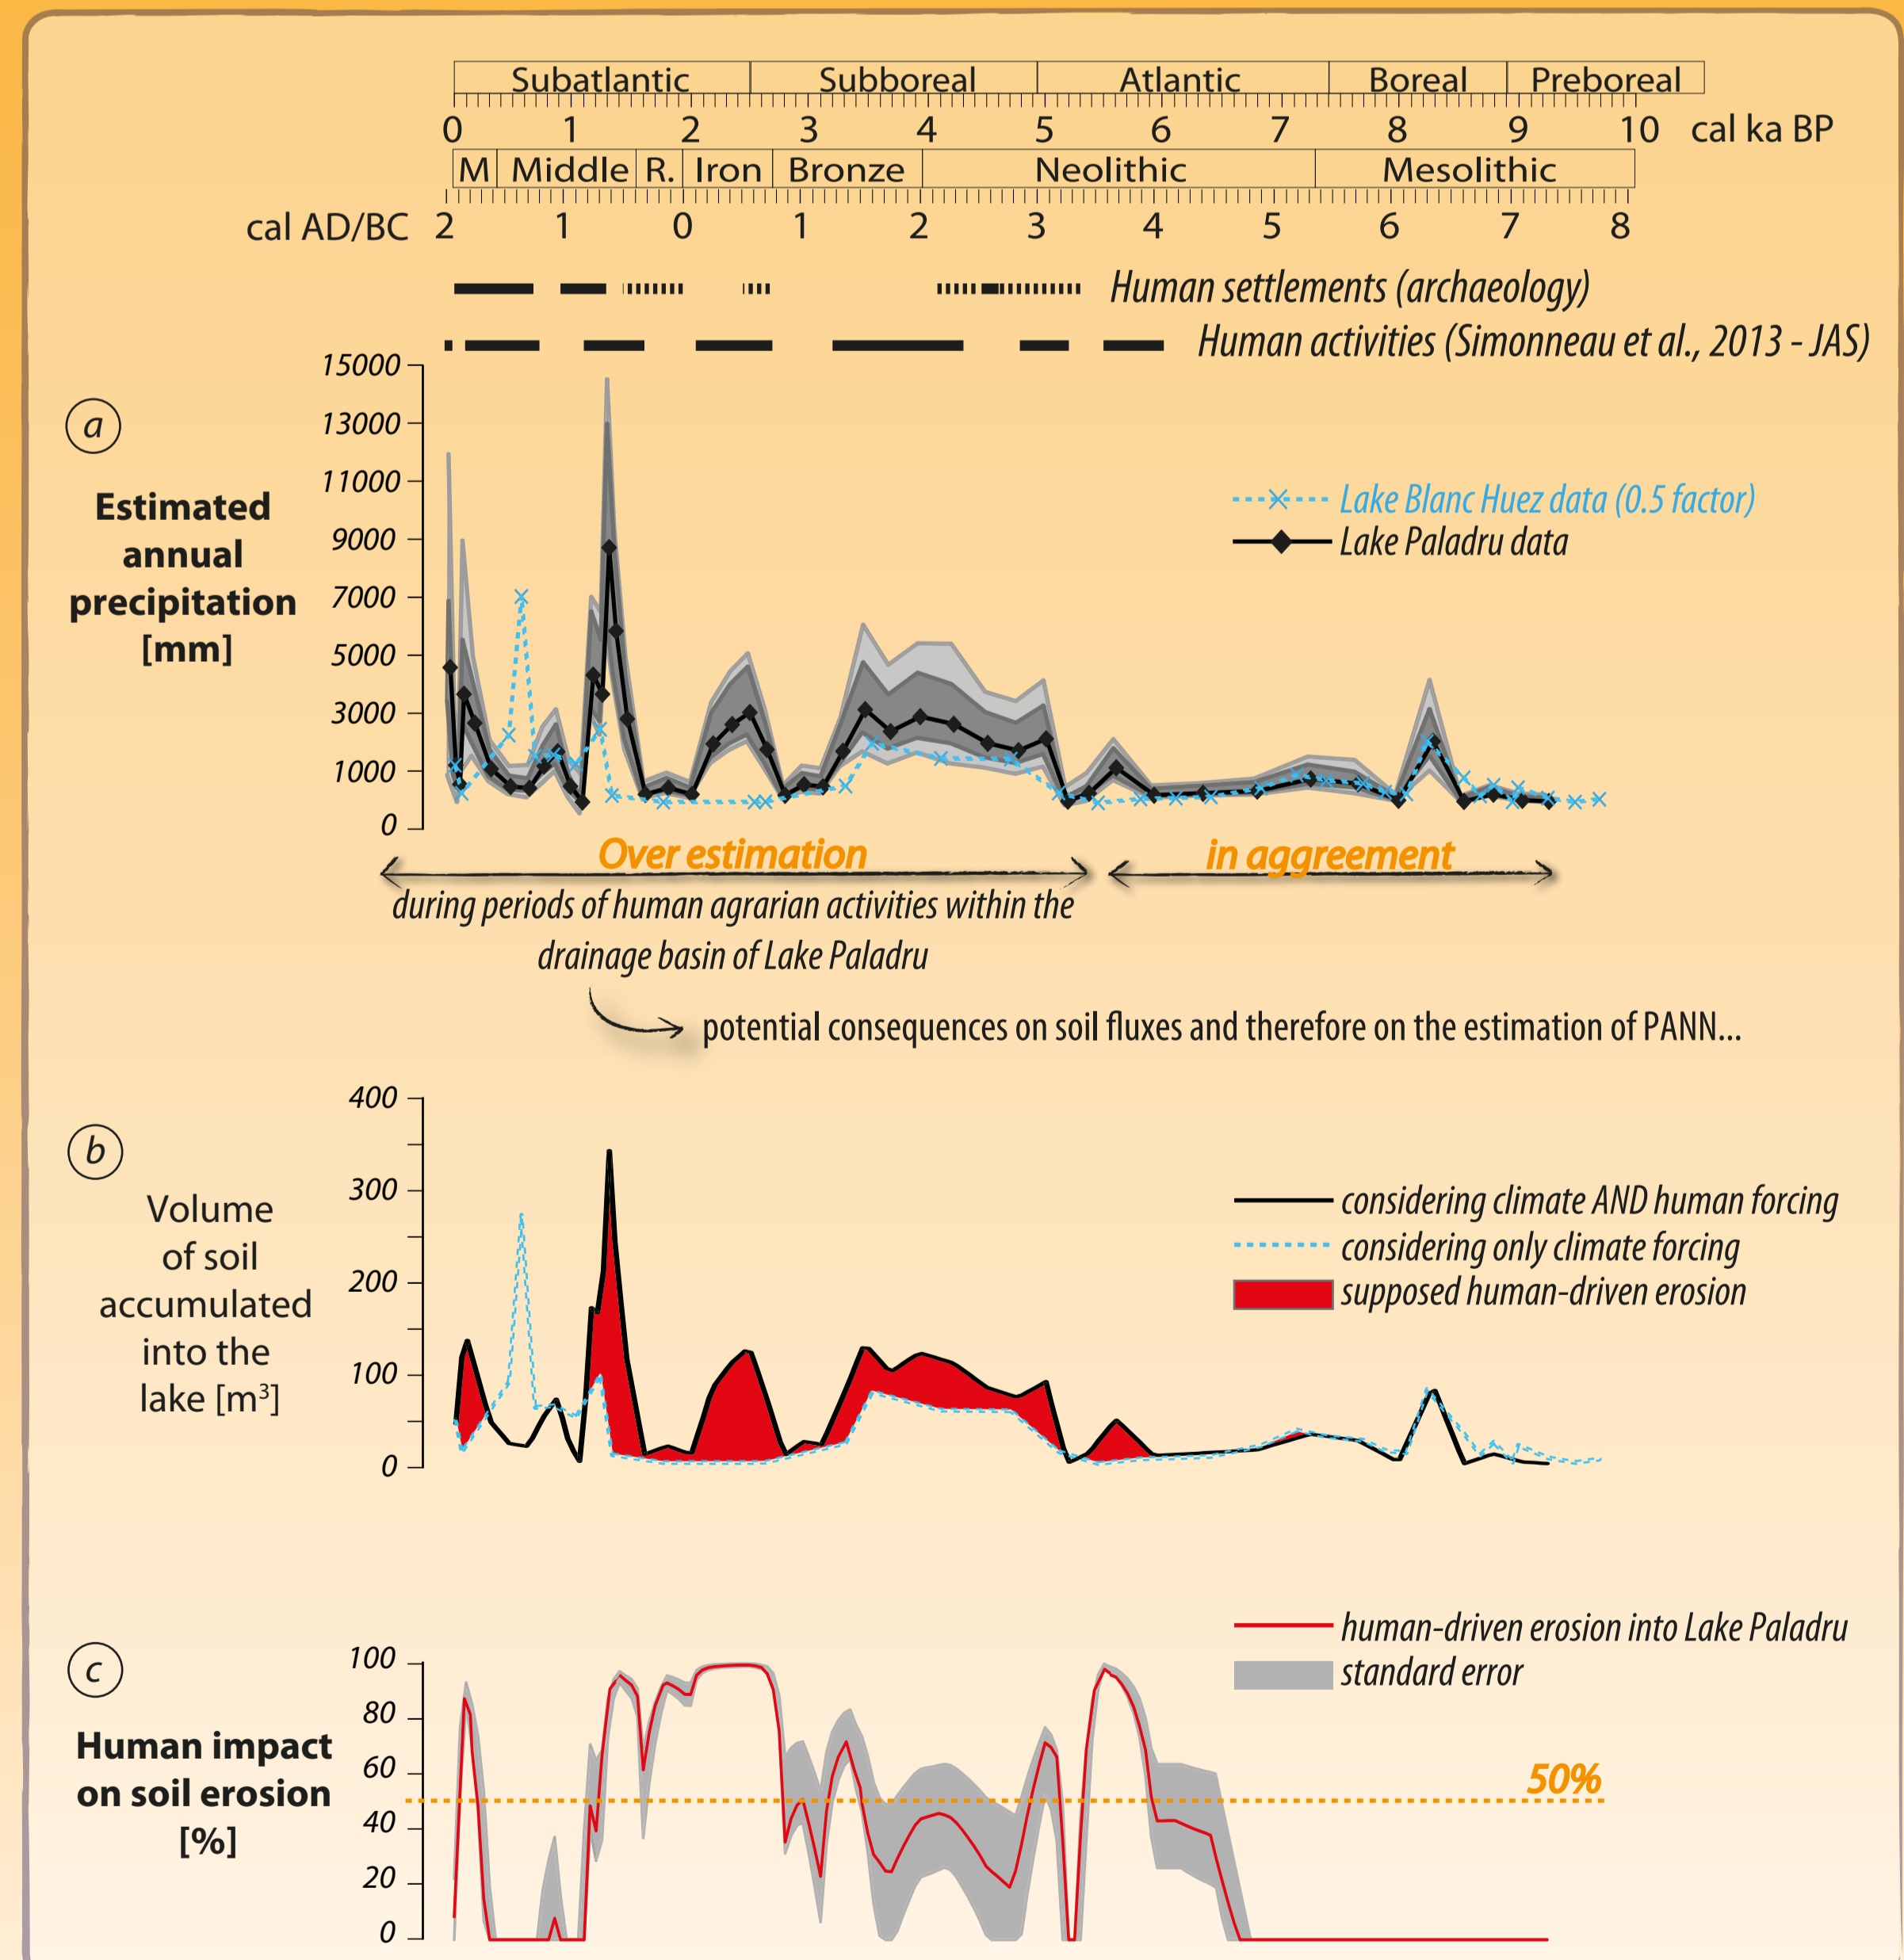 Subatlantic Subboreal Atlantic Boreal Preboreal
0 1 2 3 4 5 6 7 8 9 10 cal ka BP
M Middle R. Iron Bronze Neolithic Mesolithic
cal AD/BC 2 1 0 1 2 3 4 5 6 7 8
Human settlements (archaeology)
Human activities (Simonneau et al., 2013 - JAS)
a
Estimated
annual
precipitation
[mm]
15000
13000
11000
9000
7000
5000
3000
1000
0
Lake Blanc Huez data (0.5 factor)
Lake Paladru data
Over estimation
in aggreement
during periods of human agrarian activities within the
drainage basin of Lake Paladru
potential consequences on soil fluxes and therefore on the estimation of PANN...
b
Volume
of soil
accumulated
into the
lake [m³]
400
300
200
100
0
considering climate AND human forcing
considering only climate forcing
supposed human-driven erosion
c
Human impact
on soil erosion
[%]
100
80
60
40
20
0
human-driven erosion into Lake Paladru
standard error
50%